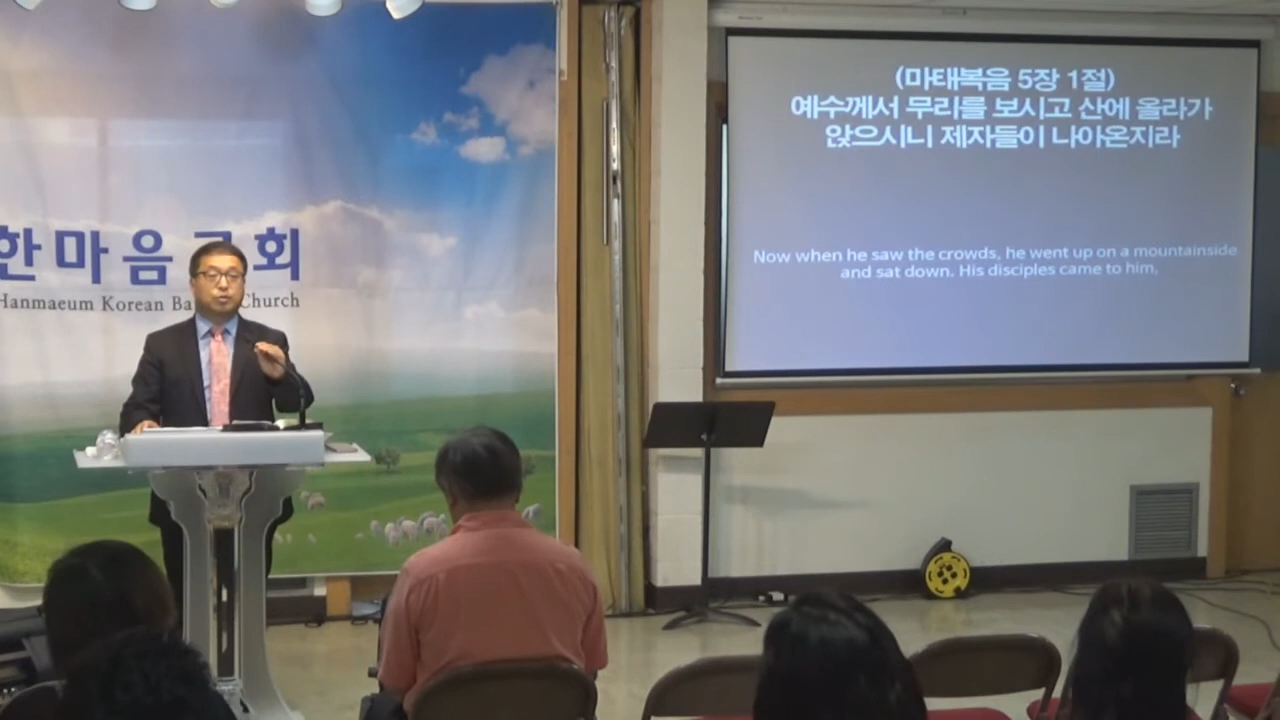 한마음교회
Hanmaeum Korean Baptist Church
(마태복음 5장 1절)
예수께서 무리를 보시고 산에 올라가
앉으시니 제자들이 나아온지라
Now when he saw the crowds, he went up on a mountainside
and sat down. His disciples came to him,